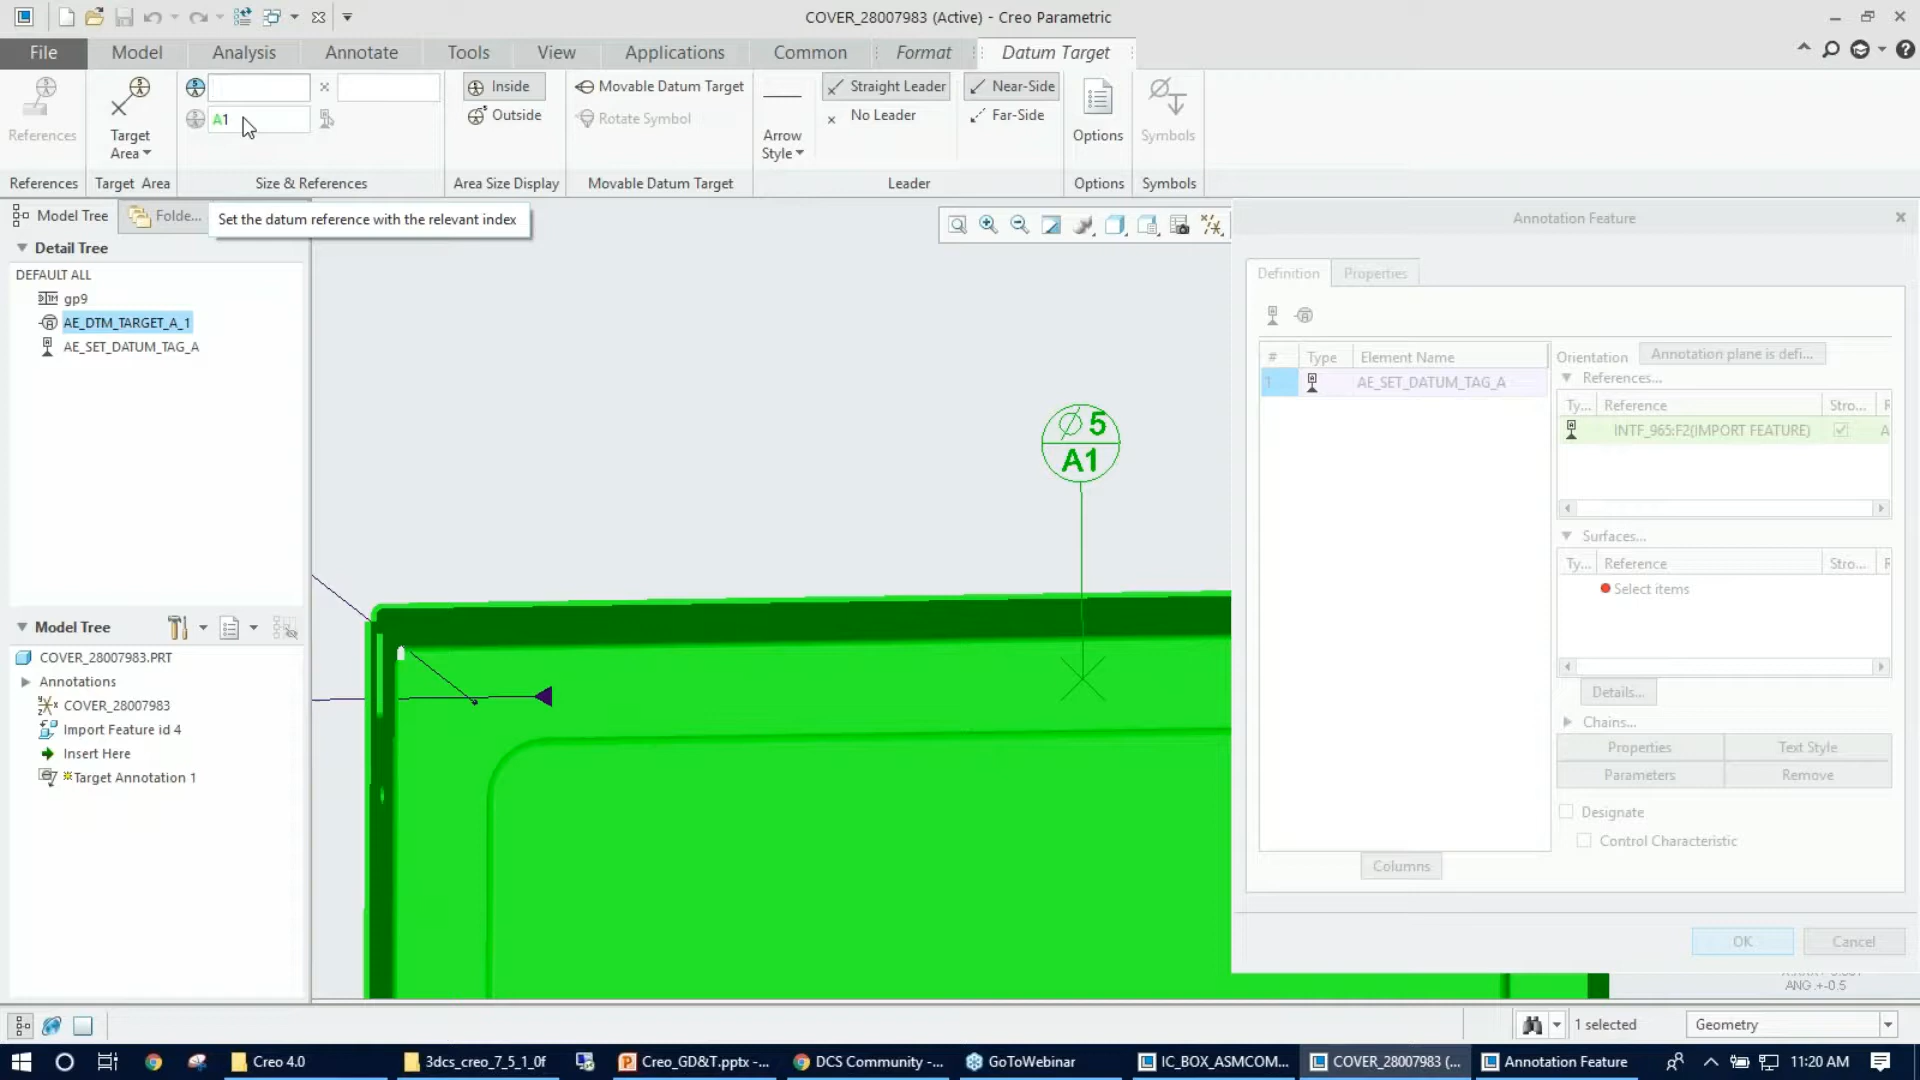 COVER_28007983 (Active) - Creo Parametric
File
Model
Analysis
Annotate
Tools
View
Applications
Common
Format
Datum Target
References
Target
Area
A1
Inside
Outside
Movable Datum Target
Rotate Symbol
Arrow
Style
Straight Leader
No Leader
Near-Side
Far-Side
Options
Symbols
References
Target Area
Size & References
Area Size Display
Movable Datum Target
Leader
Options
Symbols
Model Tree
Folde...
Set the datum reference with the relevant index
Detail Tree
DEFAULT ALL
gp9
AE_DTM_TARGET_A_1
AE_SET_DATUM_TAG_A
Model Tree
COVER_28007983.PRT
Annotations
COVER_28007983
Import Feature id 4
Insert Here
Target Annotation 1
∅ 5
A1
Annotation Feature
Definition
Properties
#
Type
Element Name
1
AE_SET_DATUM_TAG_A
Columns
Orientation
Annotation plane is defi...
References...
Ty...
Reference
Stro...
INTF_965:F2(IMPORT FEATURE)
A
Surfaces...
Ty...
Reference
Stro...
Select items
Details...
Chains...
Properties
Text Style
Parameters
Remove
Designate
Control Characteristic
OK
Cancel
ANG .+-0.5
1 selected
Geometry
Creo 4.0
3dcs_creo_7_5_1_0f
Creo_GD&T.pptx -...
DCS Community -...
GoToWebinar
IC_BOX_ASMCOM...
COVER_28007983 (...
Annotation Feature
11:20 AM